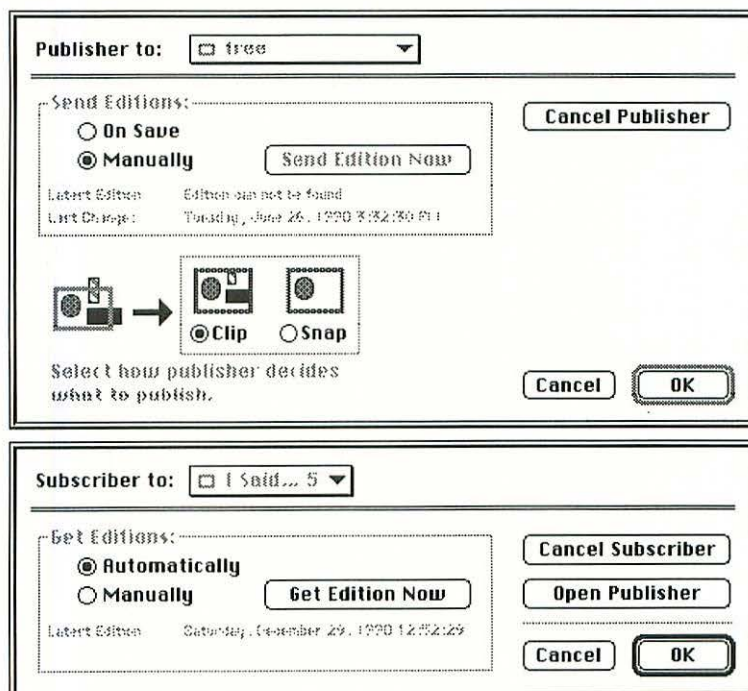 Publisher to: tree
Send Editions:
On Save
Manually
Send Edition Now
Cancel Publisher
Latest Edition Edition can not be found
Last Change: Tuesday, June 26, 1990 3:32:30 PM
Clip
Snap
Select how publisher decides
what to publish.
Cancel
OK
Subscriber to: I Said... 5
Get Editions:
Automatically
Manually
Get Edition Now
Cancel Subscriber
Open Publisher
Latest Edition Saturday, December 29, 1990 12:52:29
Cancel
OK